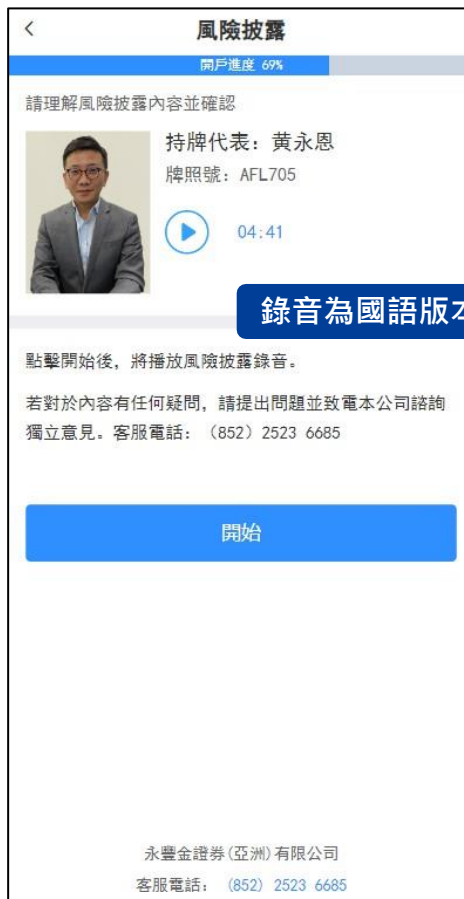 風險披露
開戶進度 69%
請理解風險披露內容並確認
持牌代表：黄永恩
牌照號：AFL705
04:41
錄音為國語版本
點擊開始後，將播放風險披露錄音。
若對於內容有任何疑問，請提出問題並致電本公司諮詢
獨立意見。客服電話：（852）2523 6685
開始
永豐金證券(亞洲)有限公司
客服電話： (852) 2523 6685